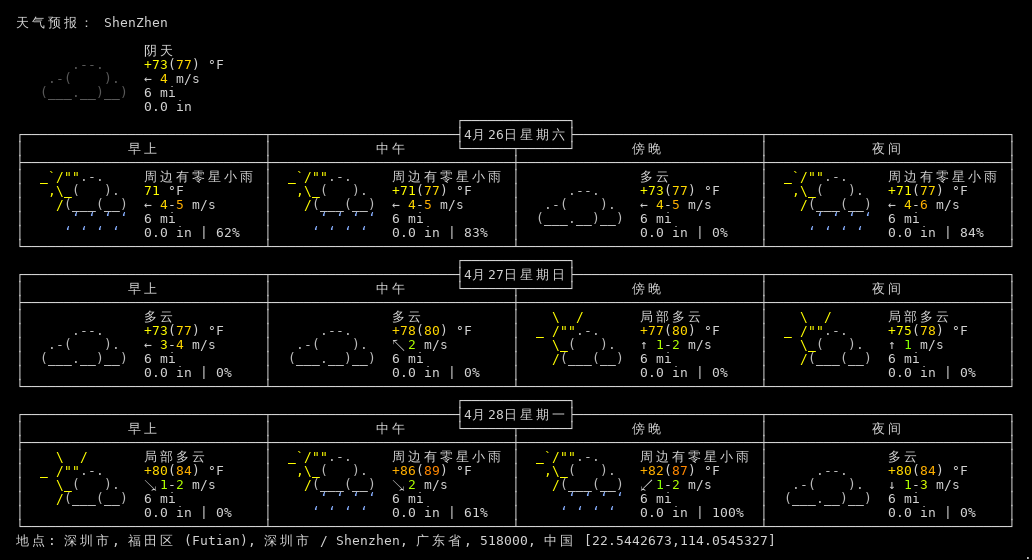 天气预报： ShenZhen
阴天
+73(77) °F
← 4 m/s
6 mi
0.0 in
4月26日星期六
早上 中午 傍晚 夜间
周边有零星小雨 周边有零星小雨 多云 周边有零星小雨
71 °F +71(77) °F +73(77) °F +71(77) °F
← 4-5 m/s ← 4-5 m/s ← 4-5 m/s ← 4-6 m/s
6 mi 6 mi 6 mi 6 mi
0.0 in | 62% 0.0 in | 83% 0.0 in | 0% 0.0 in | 84%
4月27日星期日
早上 中午 傍晚 夜间
多云 多云 局部多云 局部多云
+73(77) °F +78(80) °F +77(80) °F +75(78) °F
← 3-4 m/s ↖ 2 m/s ↑ 1-2 m/s ↑ 1 m/s
6 mi 6 mi 6 mi 6 mi
0.0 in | 0% 0.0 in | 0% 0.0 in | 0% 0.0 in | 0%
4月28日星期一
早上 中午 傍晚 夜间
局部多云 周边有零星小雨 周边有零星小雨 多云
+80(84) °F +86(89) °F +82(87) °F +80(84) °F
↘ 1-2 m/s ↘ 2 m/s ↙ 1-2 m/s ↓ 1-3 m/s
6 mi 6 mi 6 mi 6 mi
0.0 in | 0% 0.0 in | 61% 0.0 in | 100% 0.0 in | 0%
地点: 深圳市, 福田区 (Futian), 深圳市 / Shenzhen, 广东省, 518000, 中国 [22.5442673,114.0545327]